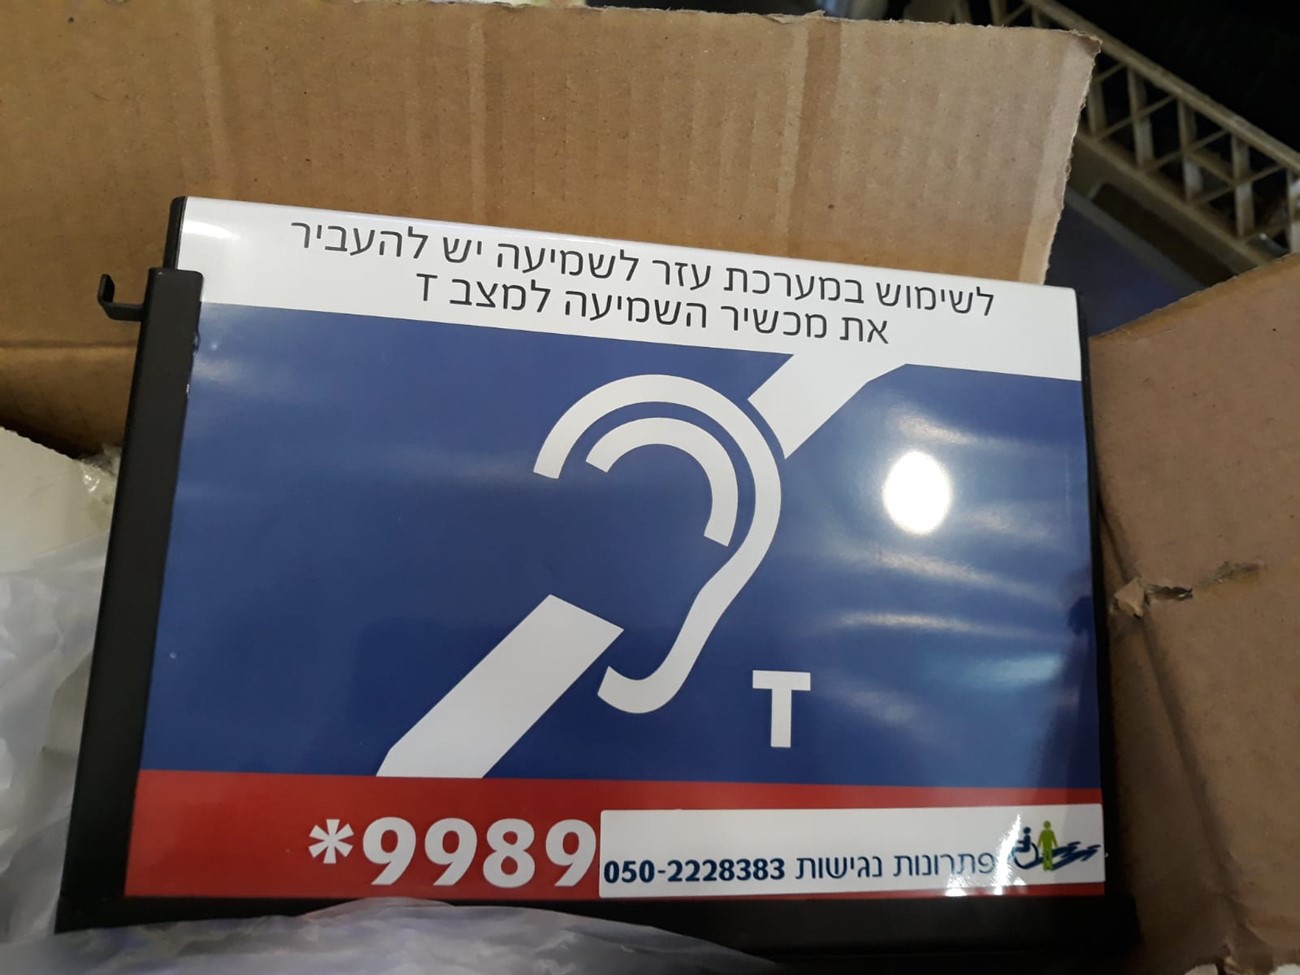 לשימוש במערכת עזר לשמיעה יש להעביר
את מכשיר השמיעה למצב T
T
*9989
פתרונות נגישות 050-2228383